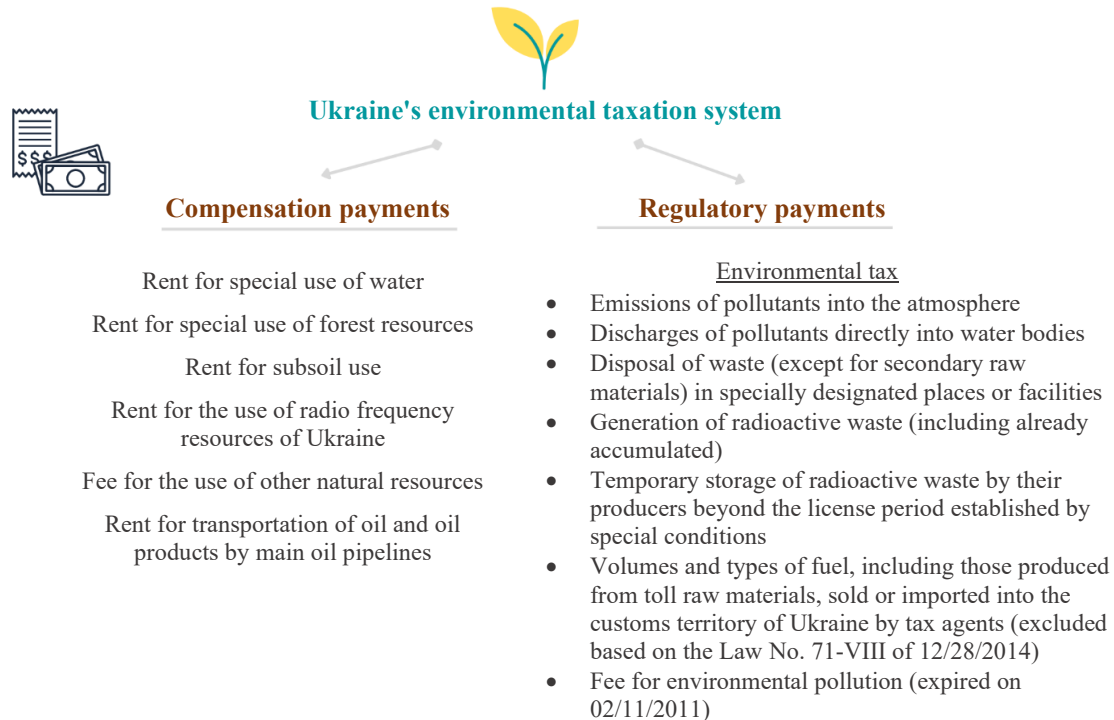 Ukraine's environmental taxation system
$$$
Compensation payments
Rent for special use of water
Rent for special use of forest resources
Rent for subsoil use
Rent for the use of radio frequency
resources of Ukraine
Fee for the use of other natural resources
Rent for transportation of oil and oil
products by main oil pipelines
Regulatory payments
Environmental tax
• Emissions of pollutants into the atmosphere
• Discharges of pollutants directly into water bodies
• Disposal of waste (except for secondary raw
materials) in specially designated places or facilities
• Generation of radioactive waste (including already
accumulated)
• Temporary storage of radioactive waste by their
producers beyond the license period established by
special conditions
• Volumes and types of fuel, including those produced
from toll raw materials, sold or imported into the
customs territory of Ukraine by tax agents (excluded
based on the Law No. 71-VIII of 12/28/2014)
• Fee for environmental pollution (expired on
02/11/2011)